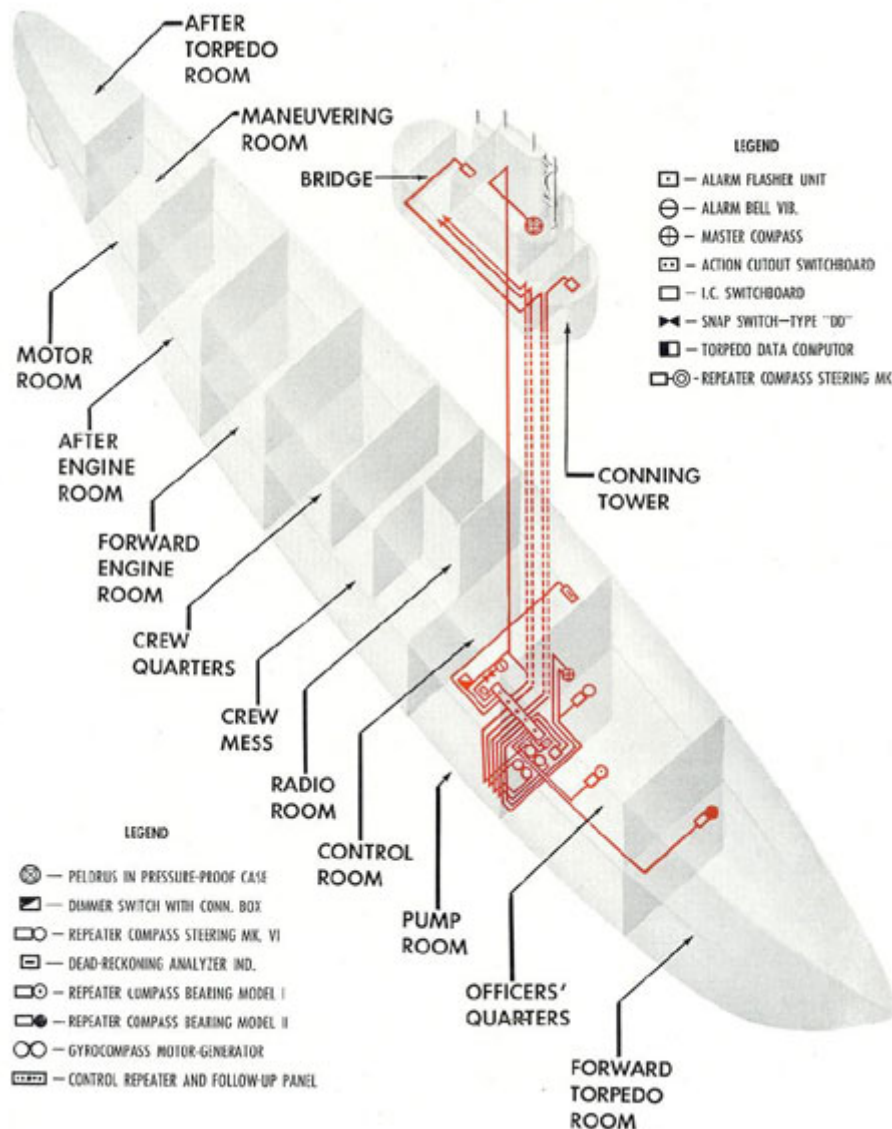 AFTER
TORPEDO
ROOM
MANEUVERING
ROOM
BRIDGE
LEGEND
ALARM FLASHER UNIT
ALARM BELL VIB.
MASTER COMPASS
ACTION CUTOUT SWITCHBOARD
I.C. SWITCHBOARD
SNAP SWITCH—TYPE "DD"
TORPEDO DATA COMPUTOR
REPEATER COMPASS STEERING MK
MOTOR
ROOM
AFTER
ENGINE
ROOM
CONNING
TOWER
FORWARD
ENGINE
ROOM
CREW
QUARTERS
CREW
MESS
RADIO
ROOM
CONTROL
ROOM
PUMP
ROOM
OFFICERS'
QUARTERS
FORWARD
TORPEDO
ROOM
LEGEND
PELORUS IN PRESSURE-PROOF CASE
DIMMER SWITCH WITH CONN. BOX
REPEATER COMPASS STEERING MK. VI
DEAD-RECKONING ANALYZER IND.
REPEATER COMPASS BEARING MODEL I
REPEATER COMPASS BEARING MODEL II
GYROCOMPASS MOTOR-GENERATOR
CONTROL REPEATER AND FOLLOW-UP PANEL